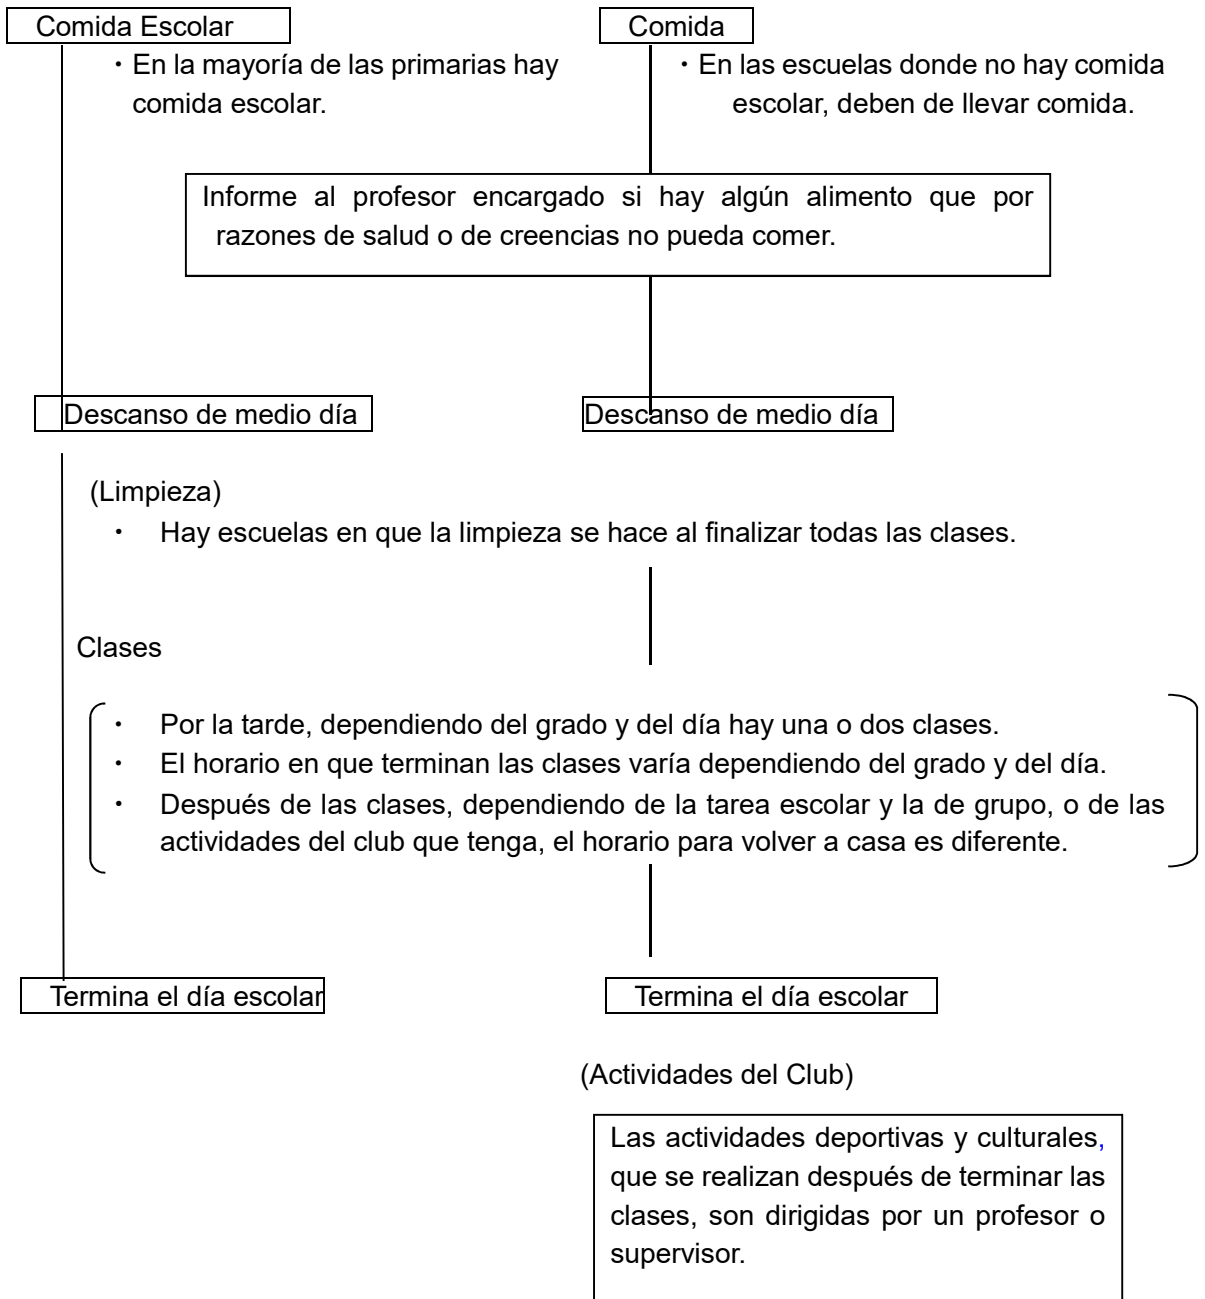 Comida Escolar
Comida
・En la mayoría de las primarias hay
comida escolar.
・En las escuelas donde no hay comida
escolar, deben de llevar comida.
Informe al profesor encargado si hay algún alimento que por
razones de salud o de creencias no pueda comer.
Descanso de medio día
Descanso de medio día
(Limpieza)
・ Hay escuelas en que la limpieza se hace al finalizar todas las clases.
Clases
・ Por la tarde, dependiendo del grado y del día hay una o dos clases.
・ El horario en que terminan las clases varía dependiendo del grado y del día.
・ Después de las clases, dependiendo de la tarea escolar y la de grupo, o de las
actividades del club que tenga, el horario para volver a casa es diferente.
Termina el día escolar
Termina el día escolar
(Actividades del Club)
Las actividades deportivas y culturales,
que se realizan después de terminar las
clases, son dirigidas por un profesor o
supervisor.